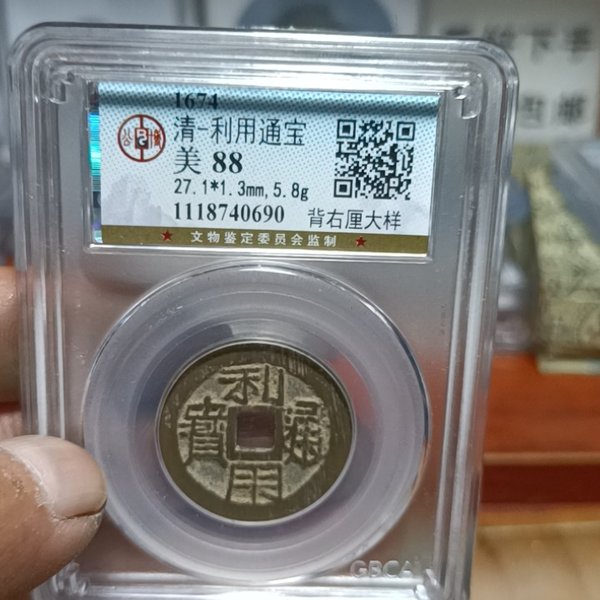 1674
清-利用通宝
美 88
27.1*1.3mm,5.8g
1118740690 背右厘大样
★ 文物鉴定委员会监制 ★
利用通寶
GBCA